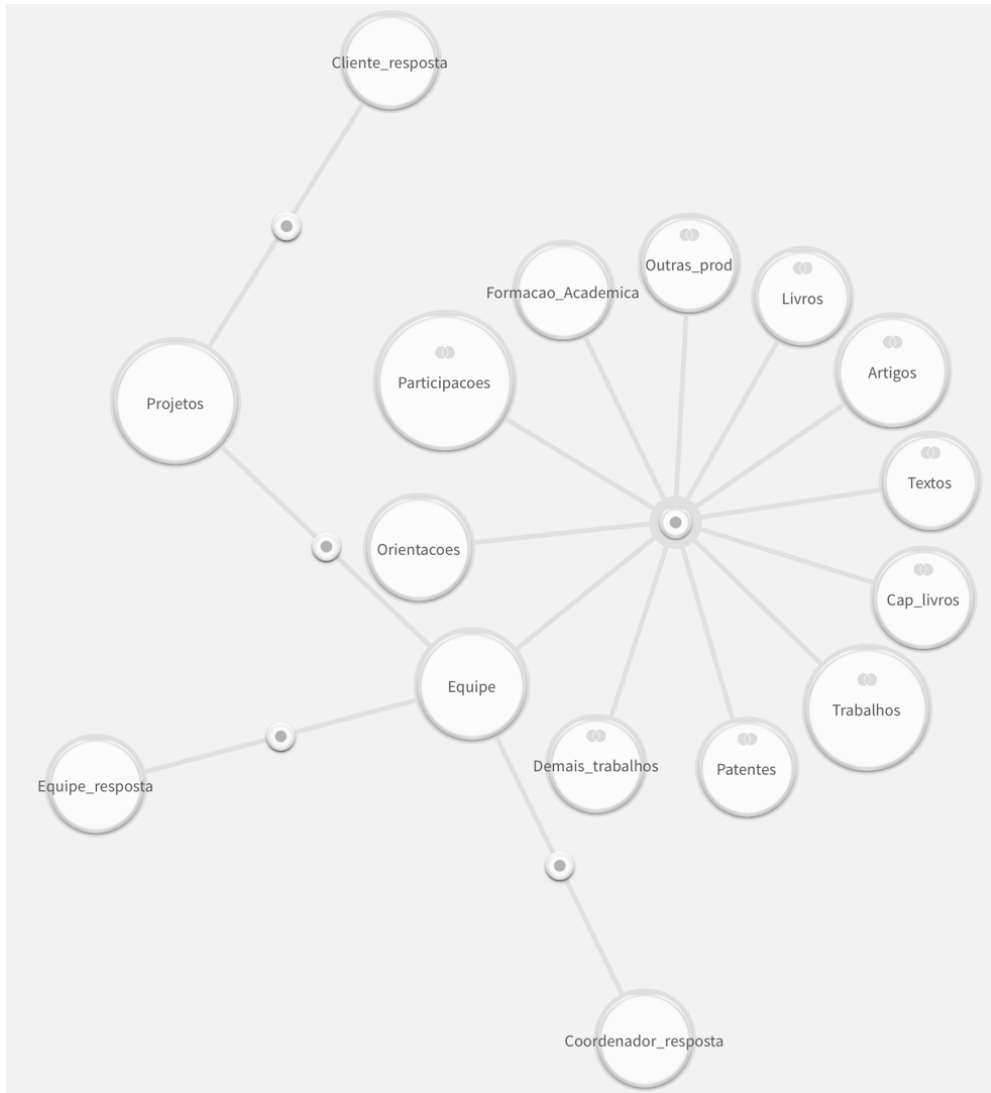 Cliente_resposta
Outras_prod
Formacao_Academica
Livros
Artigos
Participacoes
Projetos
Textos
Orientacoes
Cap_livros
Equipe
Trabalhos
Demais_trabalhos
Patentes
Equipe_resposta
Coordenador_resposta